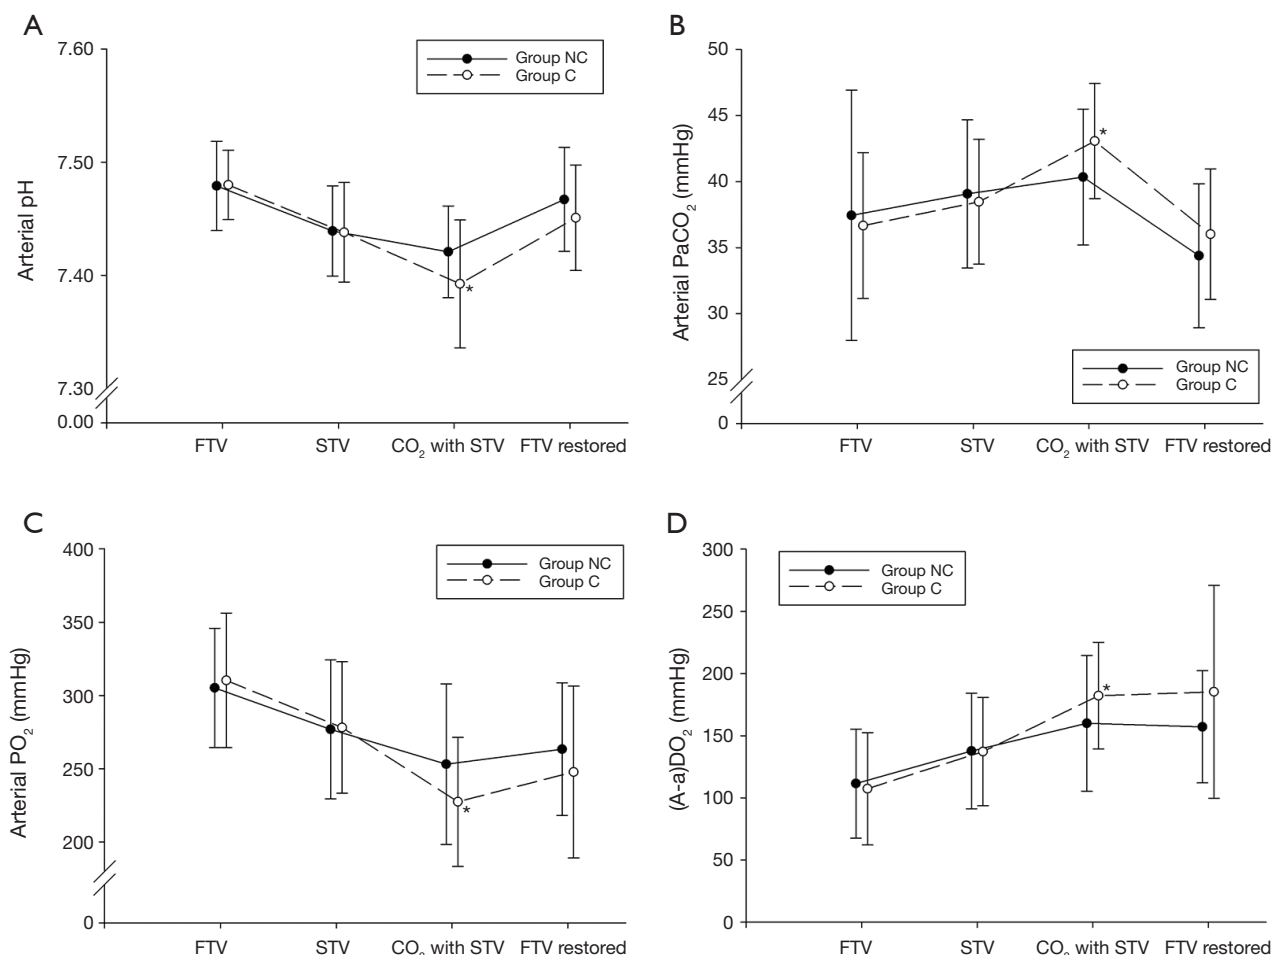 A
7.60
7.50
7.40
7.30
0.00
Arterial pH
Group NC
Group C
*
FTV
STV
CO2 with STV
FTV restored
B
50
45
40
35
30
25
0
Arterial PaCO2 (mmHg)
*
Group NC
Group C
FTV
STV
CO2 with STV
FTV restored
C
400
350
300
250
200
0
Arterial PO2 (mmHg)
Group NC
Group C
*
FTV
STV
CO2 with STV
FTV restored
D
300
250
200
150
100
50
0
(A-a)DO2 (mmHg)
Group NC
Group C
*
FTV
STV
CO2 with STV
FTV restored